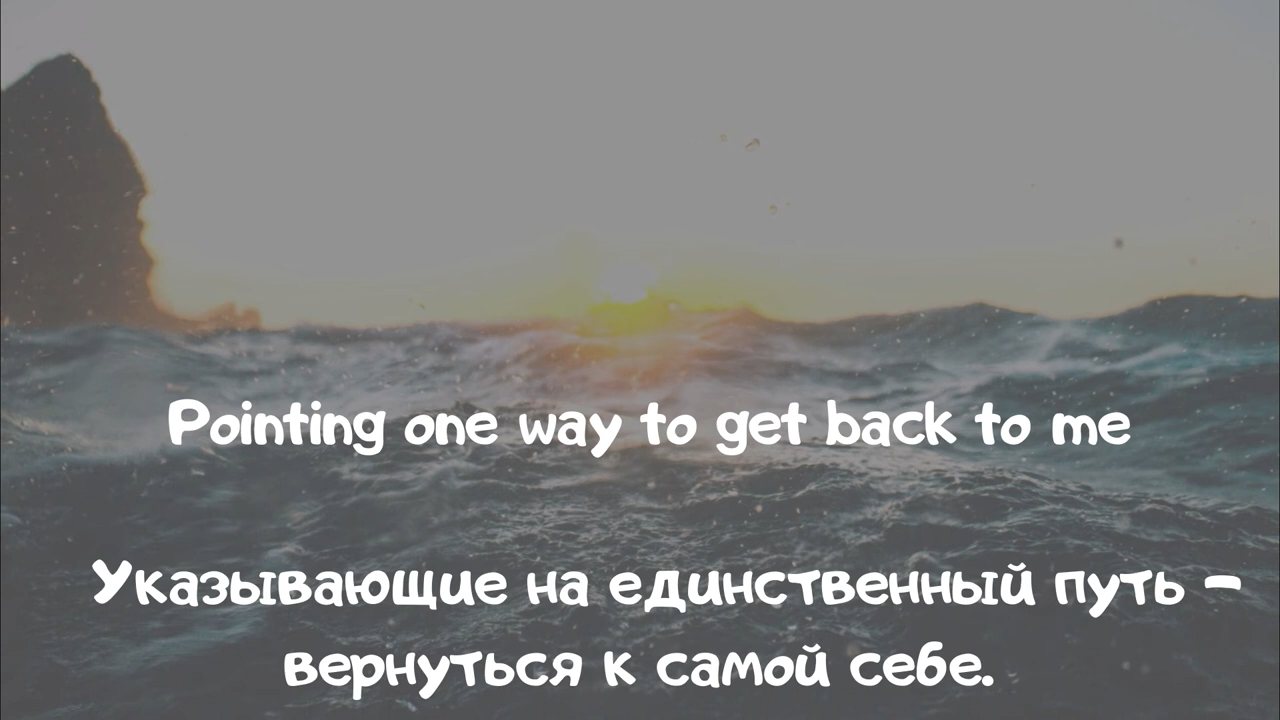 Pointing one way to get back to me
Указывающие на единственный путь –
вернуться к самой себе.